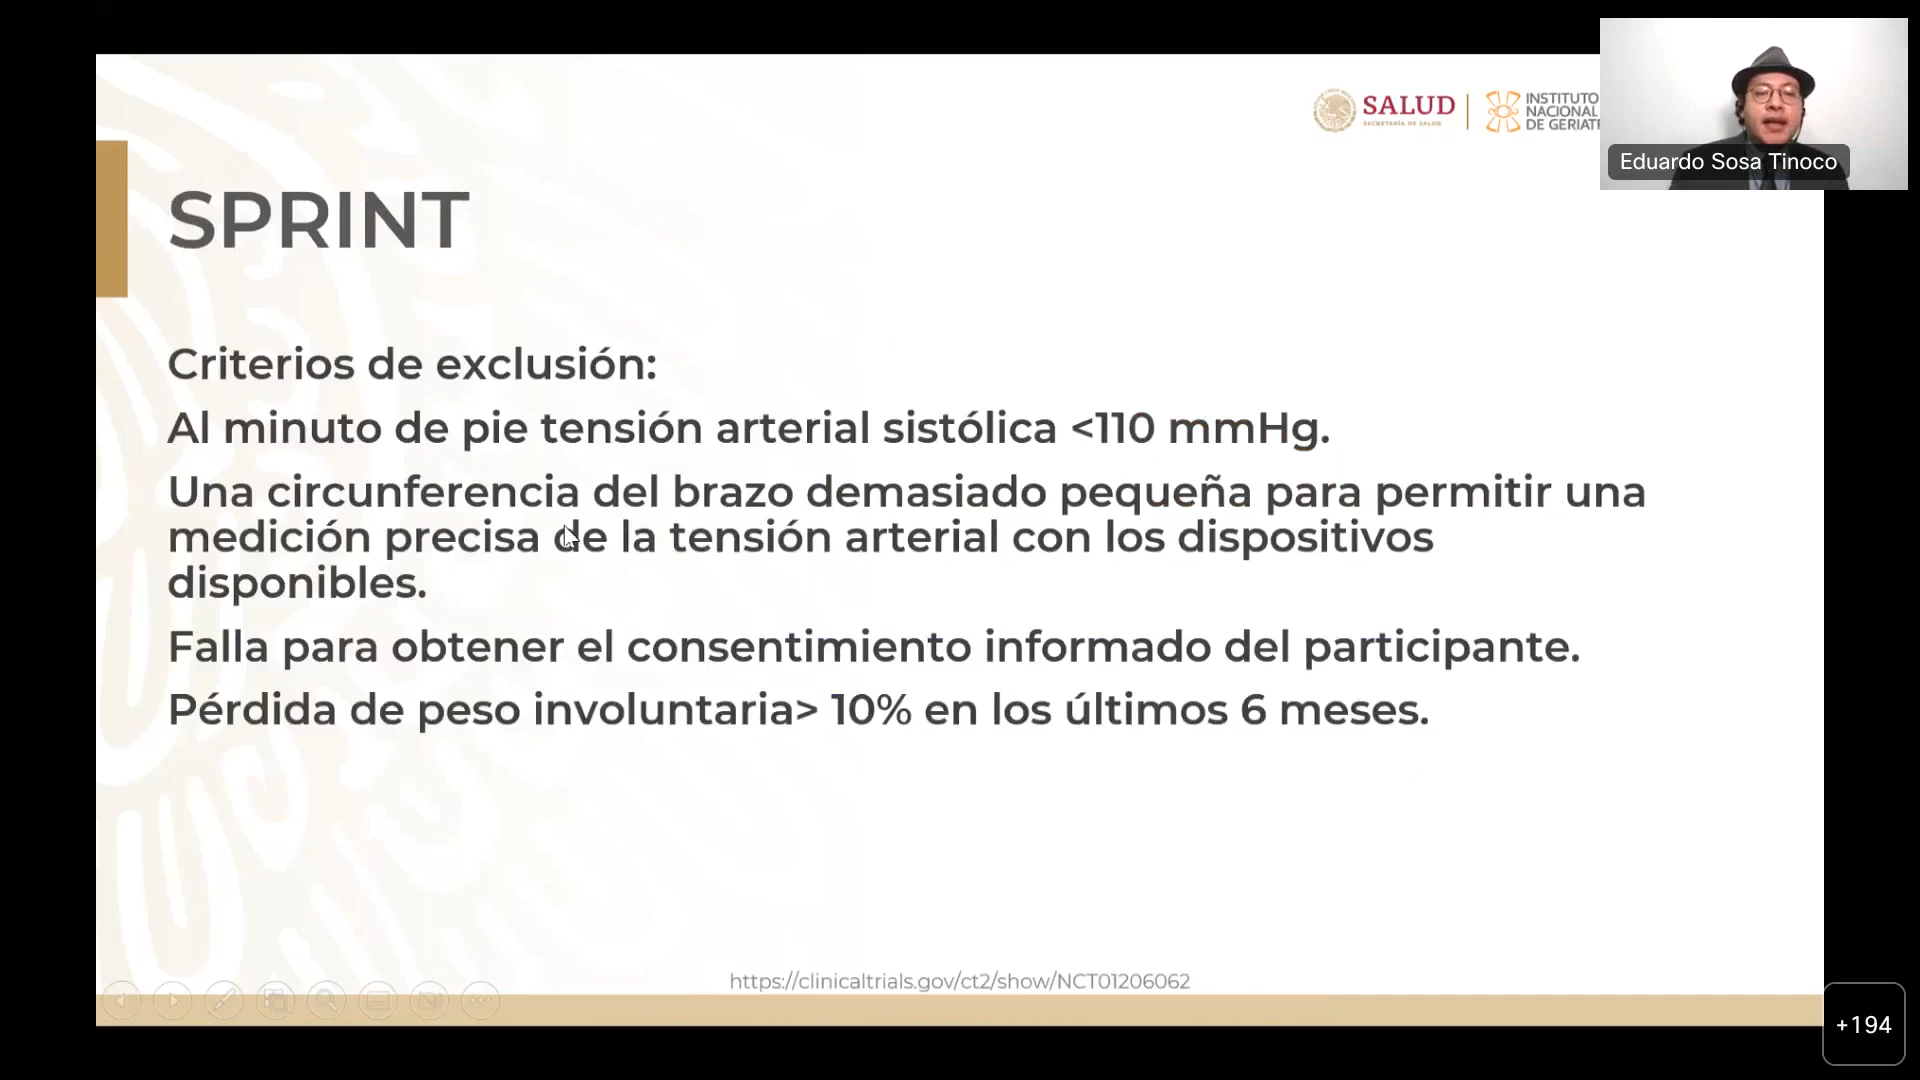 SALUD
SECRETARÍA DE SALUD
INSTITUTO
NACIONAL
DE
Eduardo Sosa Tinoco
SPRINT
Criterios de exclusión:
Al minuto de pie tensión arterial sistólica <110 mmHg.
Una circunferencia del brazo demasiado pequeña para permitir una
medición precisa de la tensión arterial con los dispositivos
disponibles.
Falla para obtener el consentimiento informado del participante.
Pérdida de peso involuntaria> 10% en los últimos 6 meses.
https://clinicaltrials.gov/ct2/show/NCT01206062
+194